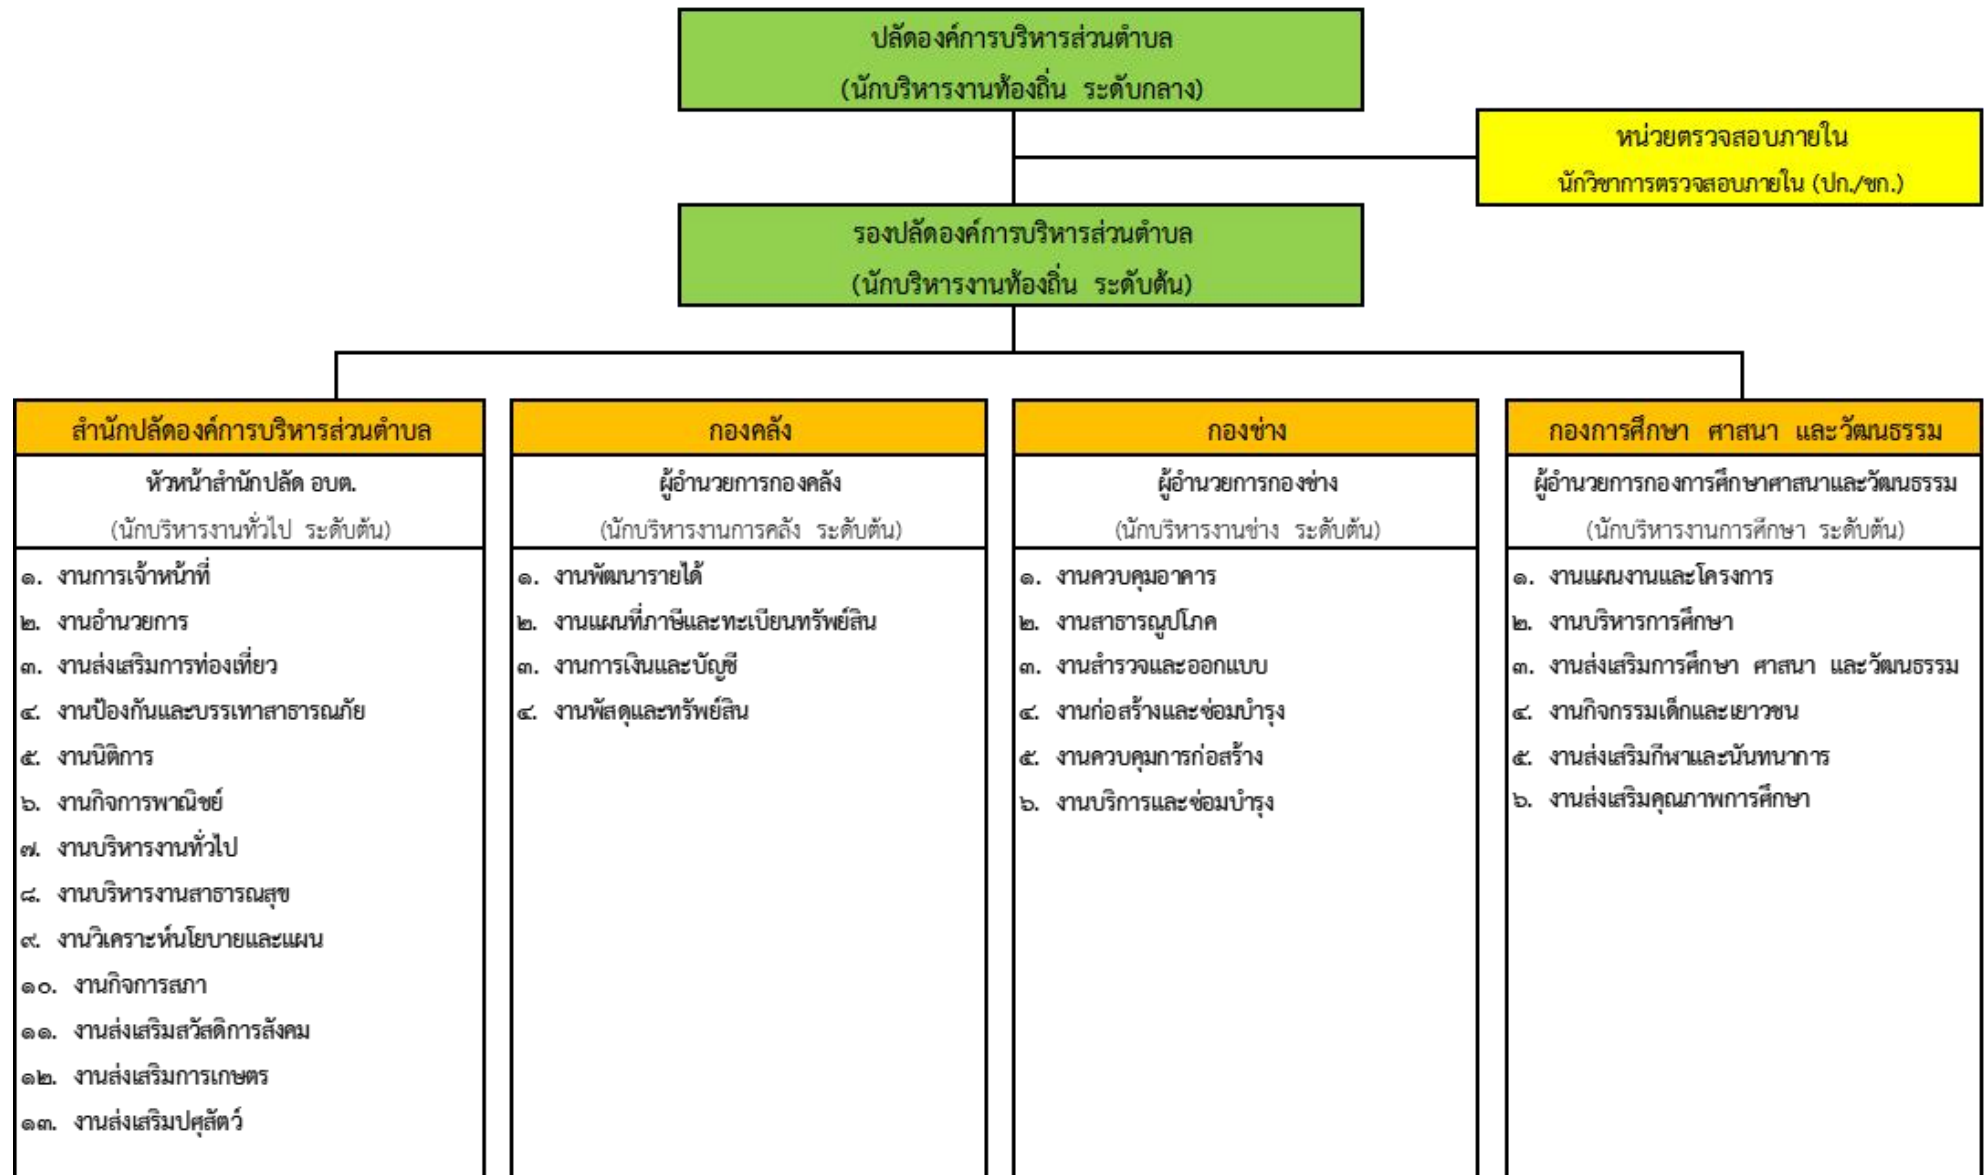 ปลัดองค์การบริหารส่วนตำบล
(นักบริหารงานท้องถิ่น ระดับกลาง)
หน่วยตรวจสอบภายใน
นักวิชาการตรวจสอบภายใน (ปก./ชก.)
รองปลัดองค์การบริหารส่วนตำบล
(นักบริหารงานท้องถิ่น ระดับต้น)
สำนักปลัดองค์การบริหารส่วนตำบล
หัวหน้าสำนักปลัด อบต.
(นักบริหารงานทั่วไป ระดับต้น)
๑. งานการเจ้าหน้าที่
๒. งานอำนวยการ
๓. งานส่งเสริมการท่องเที่ยว
๔. งานป้องกันและบรรเทาสาธารณภัย
๕. งานนิติการ
๖. งานกิจการพาณิชย์
๗. งานบริหารงานทั่วไป
๘. งานบริหารงานสาธารณสุข
๙. งานวิเคราะห์นโยบายและแผน
๑๐. งานกิจการสภา
๑๑. งานส่งเสริมสวัสดิการสังคม
๑๒. งานส่งเสริมการเกษตร
๑๓. งานส่งเสริมปศุสัตว์
กองคลัง
ผู้อำนวยการกองคลัง
(นักบริหารงานการคลัง ระดับต้น)
๑. งานพัฒนารายได้
๒. งานแผนที่ภาษีและทะเบียนทรัพย์สิน
๓. งานการเงินและบัญชี
๔. งานพัสดุและทรัพย์สิน
กองช่าง
ผู้อำนวยการกองช่าง
(นักบริหารงานช่าง ระดับต้น)
๑. งานควบคุมอาคาร
๒. งานสาธารณูปโภค
๓. งานสำรวจและออกแบบ
๔. งานก่อสร้างและซ่อมบำรุง
๕. งานควบคุมการก่อสร้าง
๖. งานบริการและซ่อมบำรุง
กองการศึกษา ศาสนา และวัฒนธรรม
ผู้อำนวยการกองการศึกษาศาสนาและวัฒนธรรม
(นักบริหารงานการศึกษา ระดับต้น)
๑. งานแผนงานและโครงการ
๒. งานบริหารการศึกษา
๓. งานส่งเสริมการศึกษา ศาสนา และวัฒนธรรม
๔. งานกิจกรรมเด็กและเยาวชน
๕. งานส่งเสริมกีฬาและนันทนาการ
๖. งานส่งเสริมคุณภาพการศึกษา